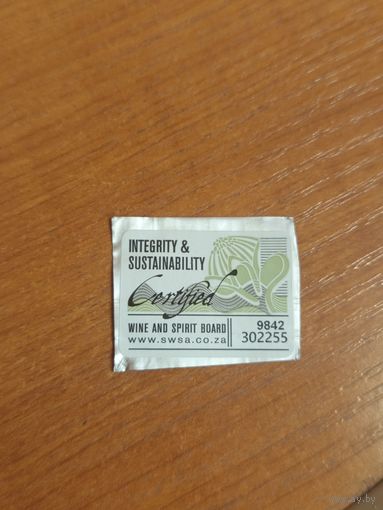 INTEGRITY &
SUSTAINABILITY
Certified
WINE AND SPIRIT BOARD
www.swsa.co.za
9842
302255